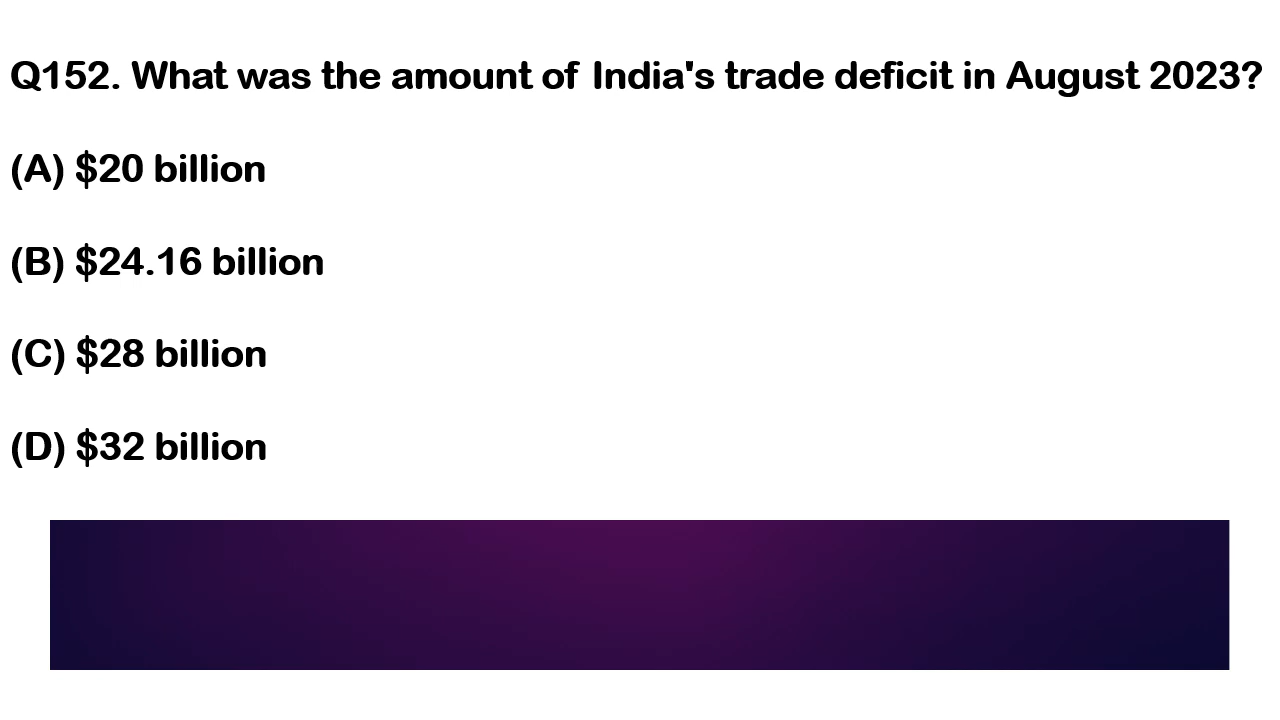 Q152. What was the amount of India's trade deficit in August 2023?
(A) $20 billion
(B) $24.16 billion
(C) $28 billion
(D) $32 billion